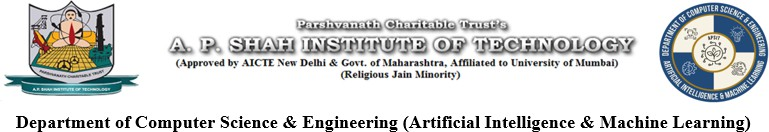 Parshvanath Charitable Trust's
A. P. SHAH INSTITUTE OF TECHNOLOGY
(Approved by AICTE New Delhi & Govt. of Maharashtra, Affiliated to University of Mumbai)
(Religious Jain Minority)
PARSHVANATH CHARITABLE TRUST
A.P. SHAH INSTITUTE OF TECHNOLOGY
DEPARTMENT OF COMPUTER SCIENCE & ENGINEERING
APSIT
ARTIFICIAL INTELLIGENCE & MACHINE LEARNING
Department of Computer Science & Engineering (Artificial Intelligence & Machine Learning)